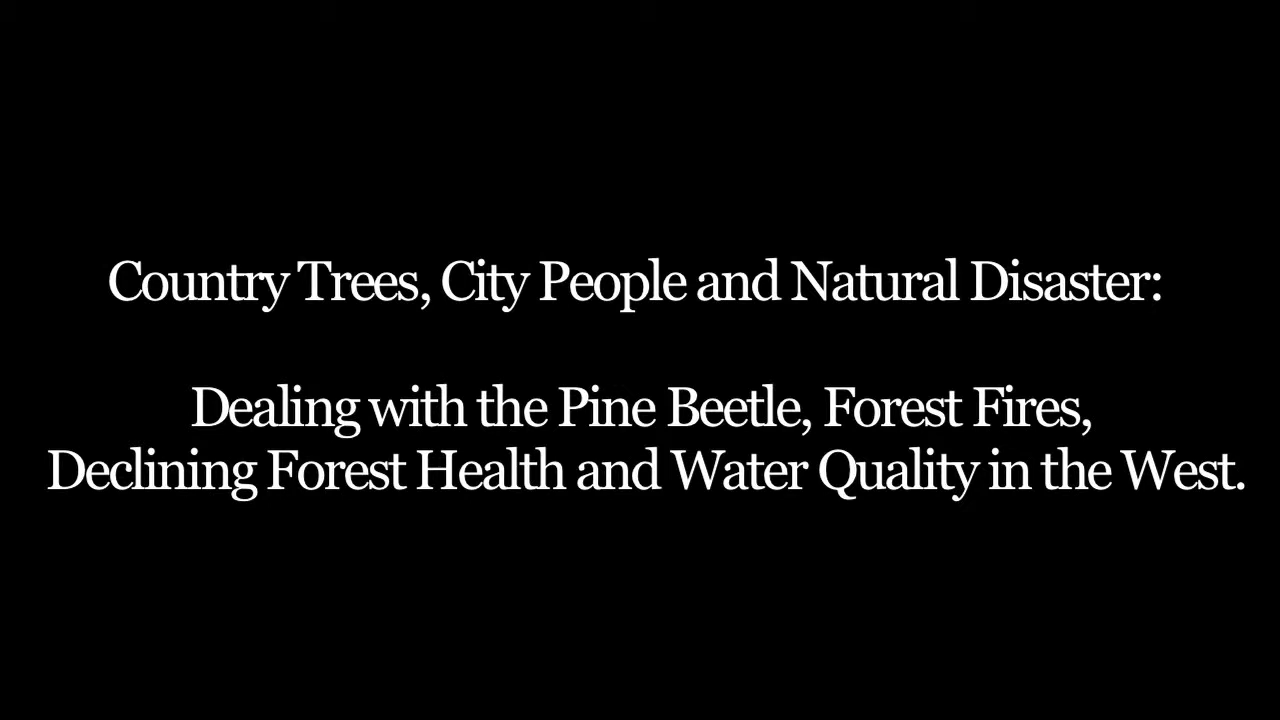 Country Trees, City People and Natural Disaster:
Dealing with the Pine Beetle, Forest Fires,
Declining Forest Health and Water Quality in the West.